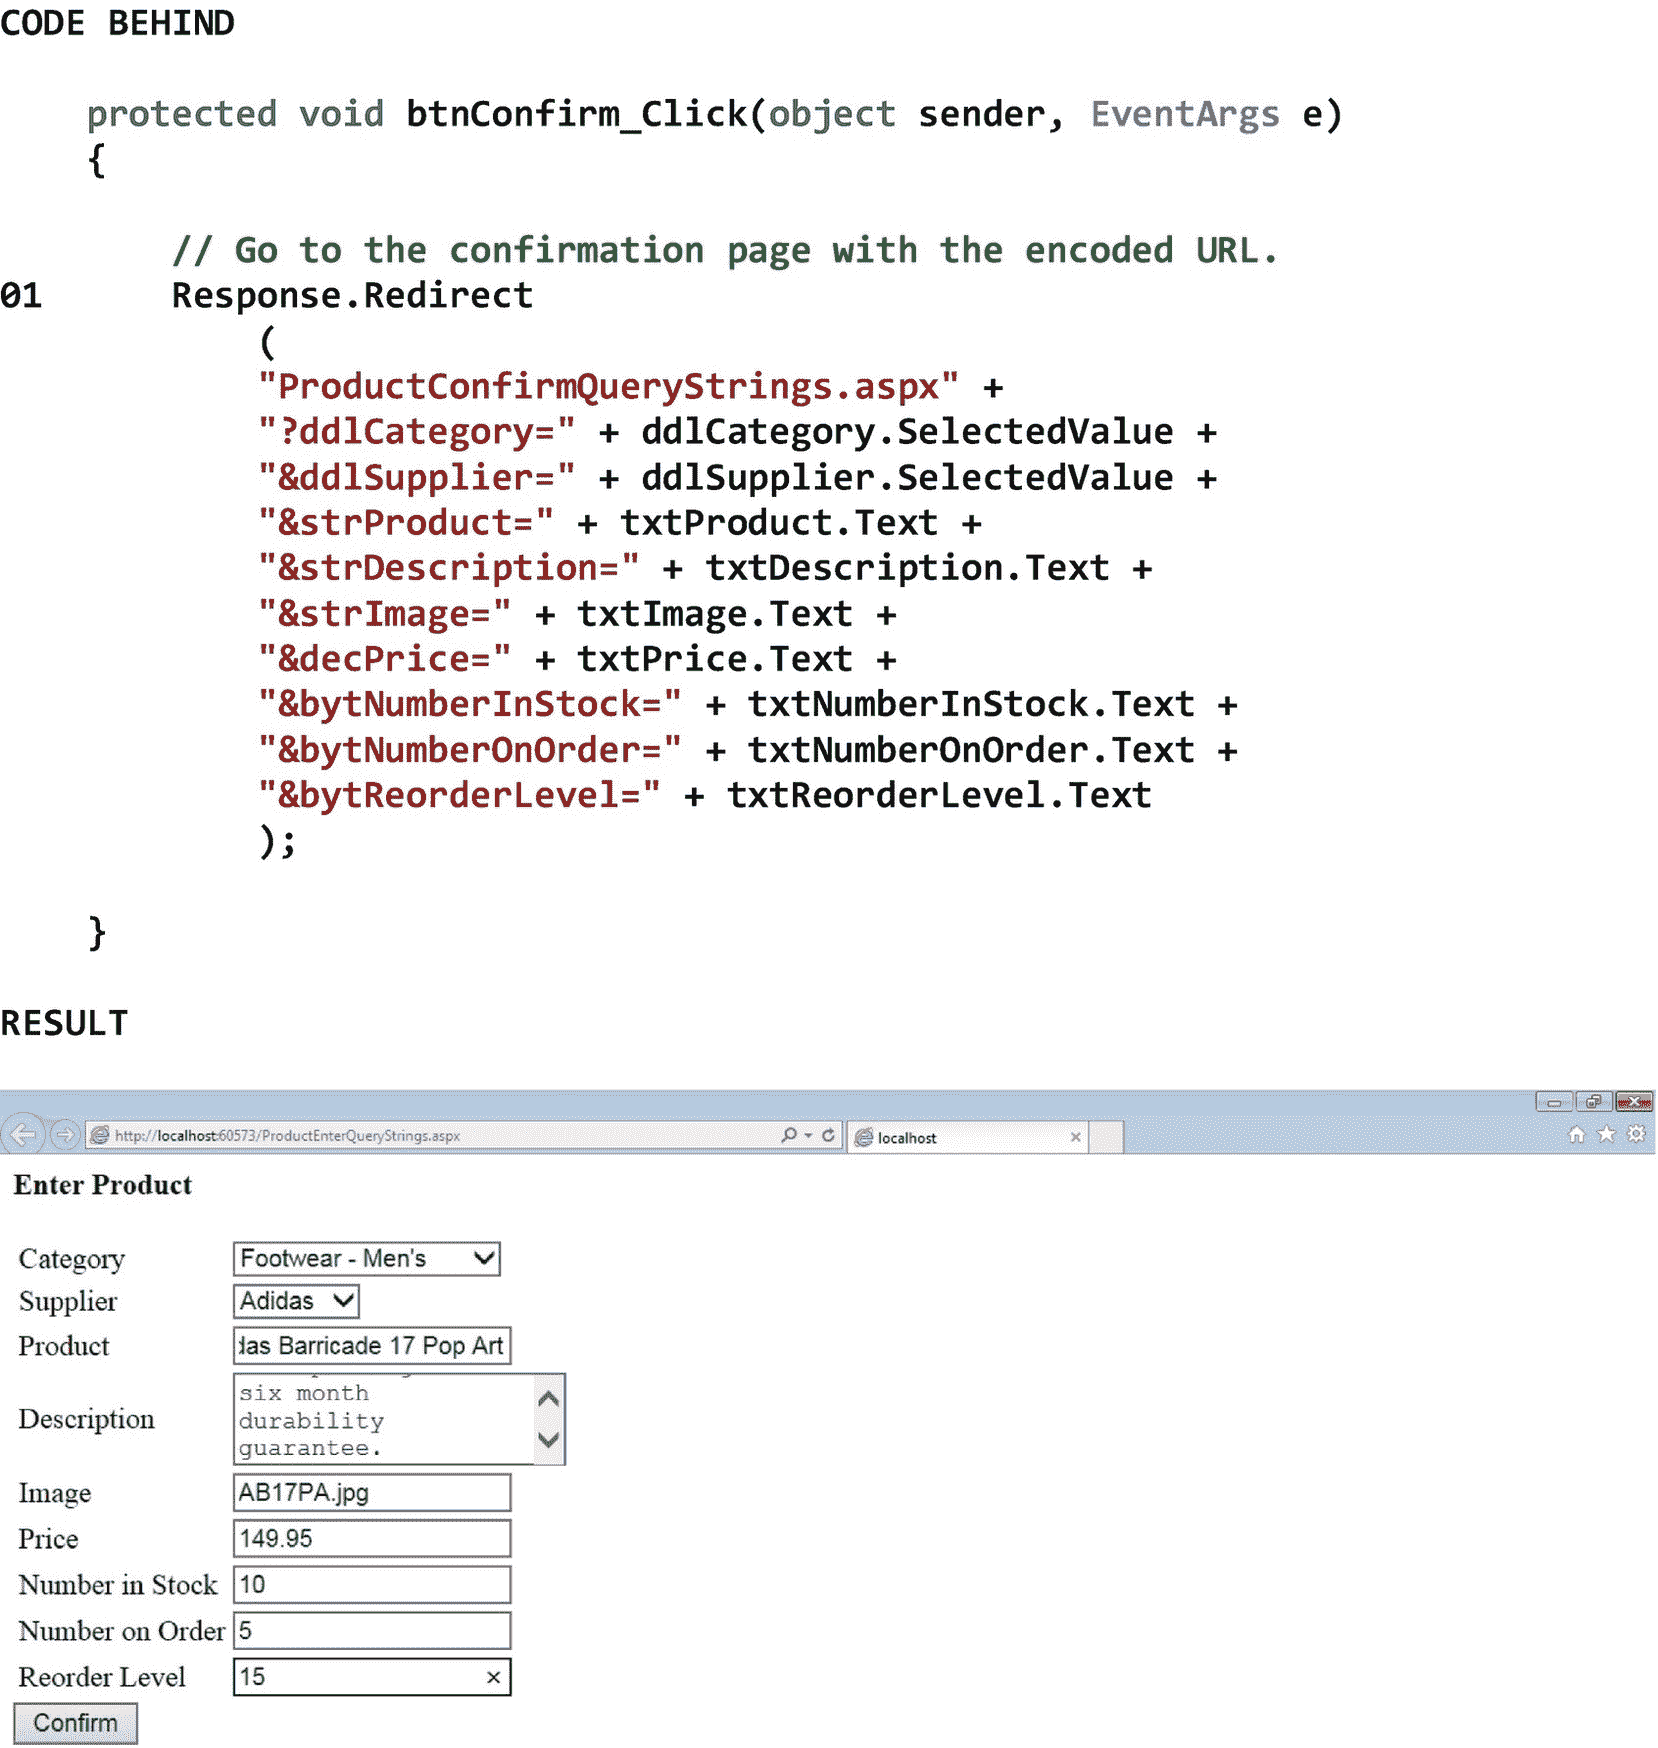 CODE BEHIND
protected void btnConfirm_Click(object sender, EventArgs e)
{
// Go to the confirmation page with the encoded URL.
01 Response.Redirect
(
"ProductConfirmQueryStrings.aspx" +
"?ddlCategory=" + ddlCategory.SelectedValue +
"&ddlSupplier=" + ddlSupplier.SelectedValue +
"&strProduct=" + txtProduct.Text +
"&strDescription=" + txtDescription.Text +
"&strImage=" + txtImage.Text +
"&decPrice=" + txtPrice.Text +
"&bytNumberInStock=" + txtNumberInStock.Text +
"&bytNumberOnOrder=" + txtNumberOnOrder.Text +
"&bytReorderLevel=" + txtReorderLevel.Text
);
}
RESULT
http://localhost:60573/ProductEnterQueryStrings.aspx localhost
Enter Product
Category Footwear - Men's
Supplier Adidas
Product das Barricade 17 Pop Art
Description six month
durability
guarantee.
Image AB17PA.jpg
Price 149.95
Number in Stock 10
Number on Order 5
Reorder Level 15
Confirm